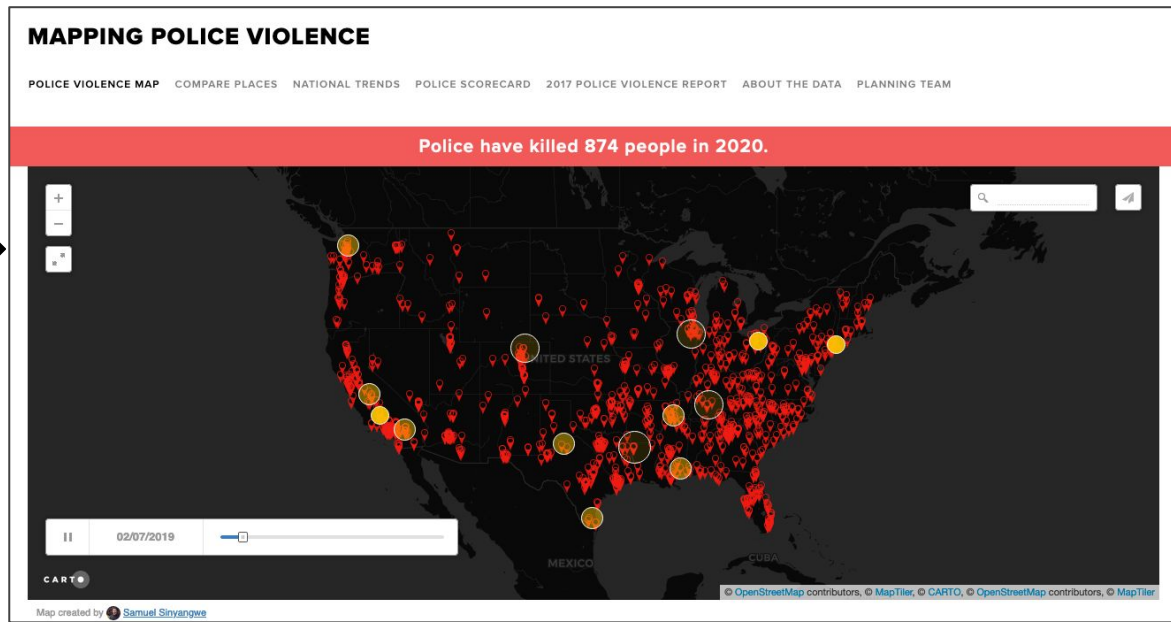 MAPPING POLICE VIOLENCE
POLICE VIOLENCE MAP COMPARE PLACES NATIONAL TRENDS POLICE SCORECARD 2017 POLICE VIOLENCE REPORT ABOUT THE DATA PLANNING TEAM
Police have killed 874 people in 2020.
+
−
UNITED STATES
02/07/2019
MEXICO
CUBA
CARTO
© OpenStreetMap contributors, © MapTiler, © CARTO, © OpenStreetMap contributors, © MapTiler
Map created by Samuel Sinyangwe